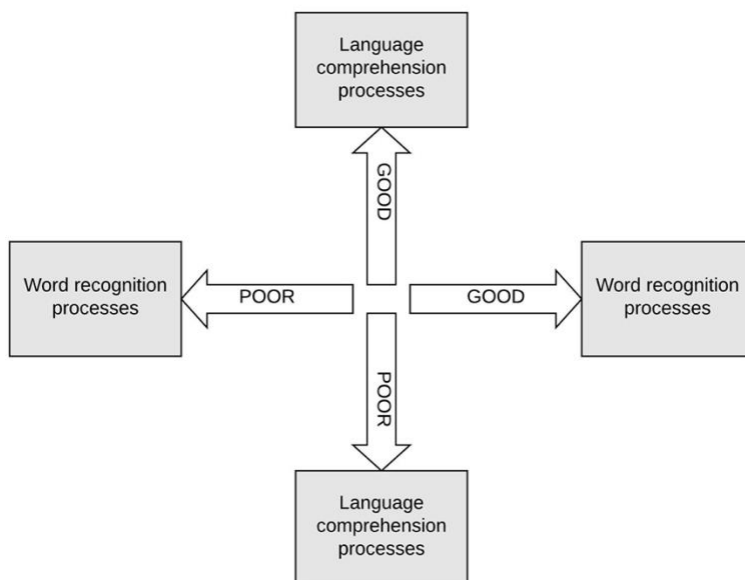 Language
comprehension
processes
GOOD
Word recognition
processes
POOR
GOOD
Word recognition
processes
POOR
Language
comprehension
processes